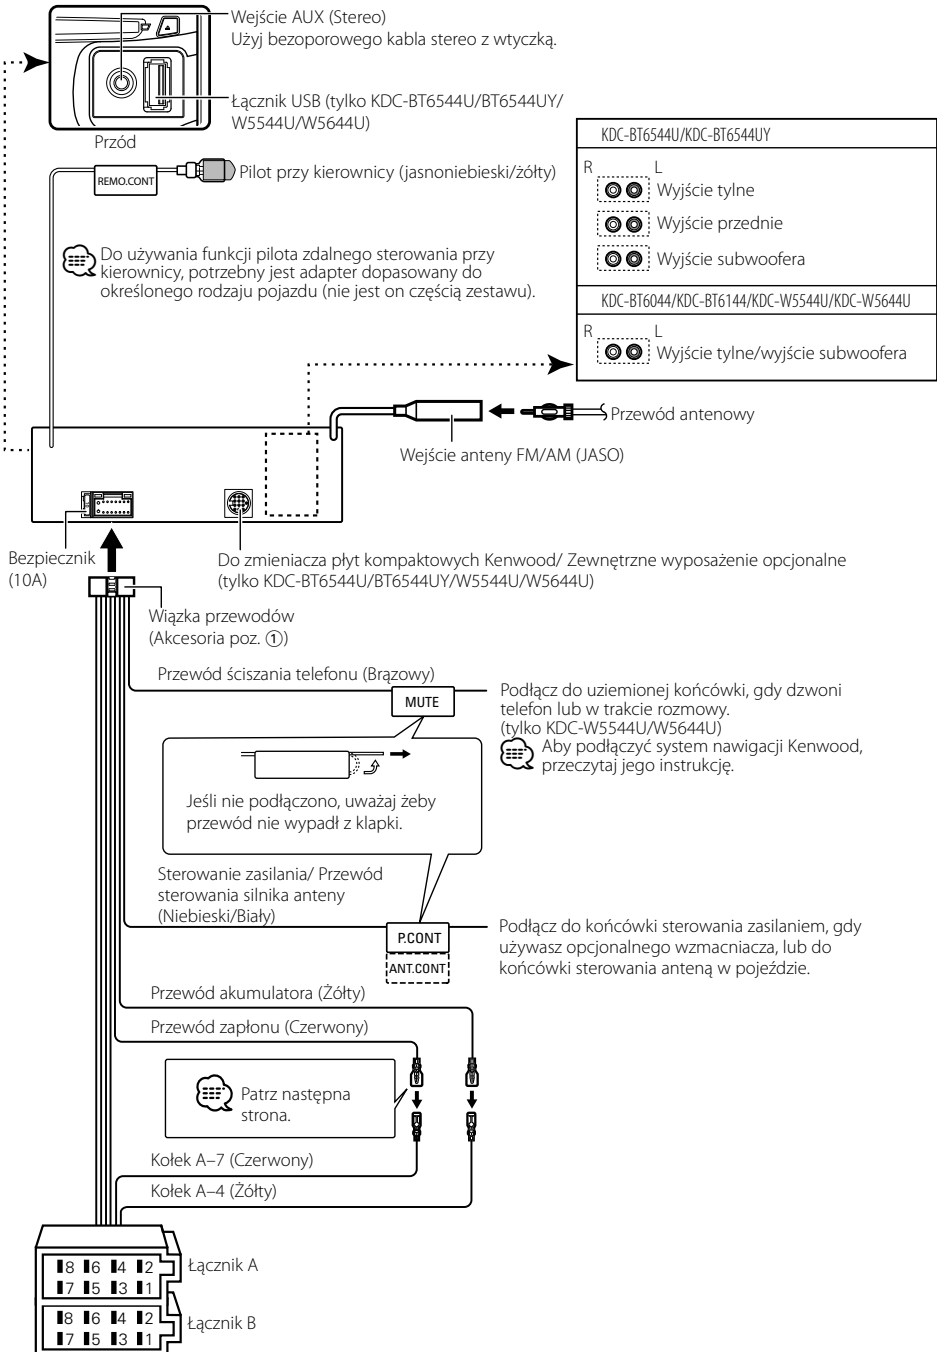 Wejście AUX (Stereo)
Użyj bezoporowego kabla stereo z wtyczką.
Łącznik USB (tylko KDC-BT6544U/BT6544UY/
W5544U/W5644U)
Przód
REMO.CONT
Pilot przy kierownicy (jasnoniebieski/żółty)
Do używania funkcji pilota zdalnego sterowania przy
kierownicy, potrzebny jest adapter dopasowany do
określonego rodzaju pojazdu (nie jest on częścią zestawu).
KDC-BT6544U/KDC-BT6544UY
R L
Wyjście tylne
Wyjście przednie
Wyjście subwoofera
KDC-BT6044/KDC-BT6144/KDC-W5544U/KDC-W5644U
R L
Wyjście tylne/wyjście subwoofera
Przewód antenowy
Wejście anteny FM/AM (JASO)
Bezpiecznik
(10A)
Do zmieniacza płyt kompaktowych Kenwood/ Zewnętrzne wyposażenie opcjonalne
(tylko KDC-BT6544U/BT6544UY/W5544U/W5644U)
Wiązka przewodów
(Akcesoria poz. ①)
Przewód ściszania telefonu (Brązowy)
MUTE
Podłącz do uziemionej końcówki, gdy dzwoni
telefon lub w trakcie rozmowy.
(tylko KDC-W5544U/W5644U)
Aby podłączyć system nawigacji Kenwood,
przeczytaj jego instrukcję.
Jeśli nie podłączono, uważaj żeby
przewód nie wypadł z klapki.
Sterowanie zasilania/ Przewód
sterowania silnika anteny
(Niebieski/Biały)
P.CONT
ANT.CONT
Podłącz do końcówki sterowania zasilaniem, gdy
używasz opcjonalnego wzmacniacza, lub do
końcówki sterowania anteną w pojeździe.
Przewód akumulatora (Żółty)
Przewód zapłonu (Czerwony)
Patrz następna
strona.
Kołek A–7 (Czerwony)
Kołek A–4 (Żółty)
8 6 4 2
7 5 3 1
Łącznik A
8 6 4 2
7 5 3 1
Łącznik B